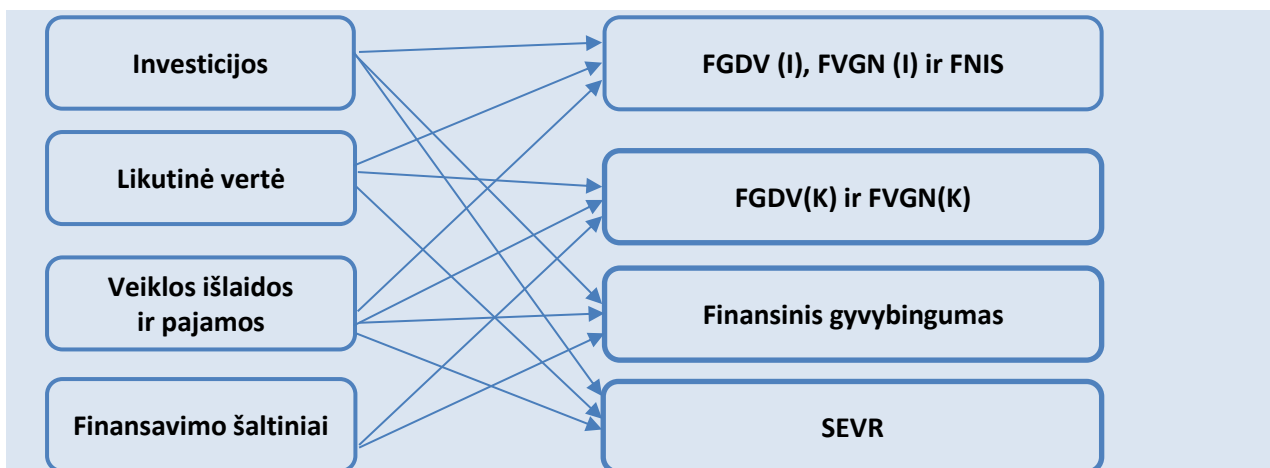 Investicijos
FGDV (I), FVGN (I) ir FNIS
Likutinė vertė
FGDV(K) ir FVGN(K)
Veiklos išlaidos
ir pajamos
Finansinis gyvybingumas
Finansavimo šaltiniai
SEVR